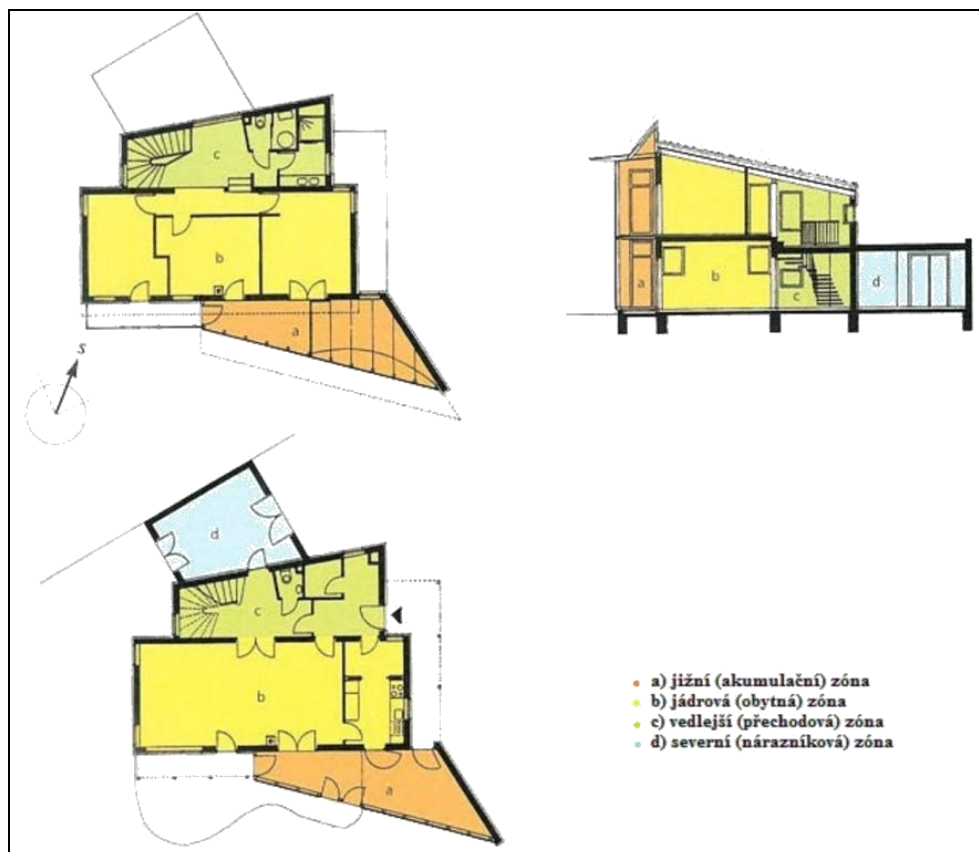 c
b
a
S
a
b
c
d
d
c
b
a
a) jižní (akumulační) zóna
b) jádrová (obytná) zóna
c) vedlejší (přechodová) zóna
d) severní (nárazníková) zóna